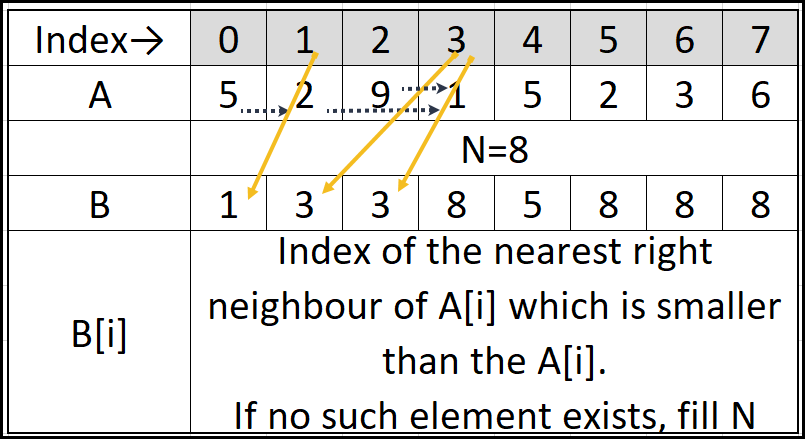 Index→ 0 1 2 3 4 5 6 7
A 5 2 9 1 5 2 3 6
N=8
B 1 3 3 8 5 8 8 8
B[i]
Index of the nearest right
neighbour of A[i] which is smaller
than the A[i].
If no such element exists, fill N